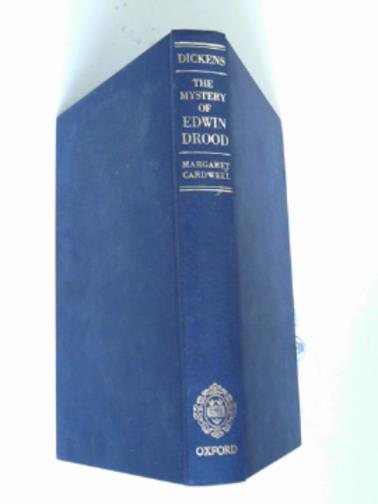 DICKENS
THE
MYSTERY
OF
EDWIN
DROOD
MARGARET
CARDWELL
OXFORD